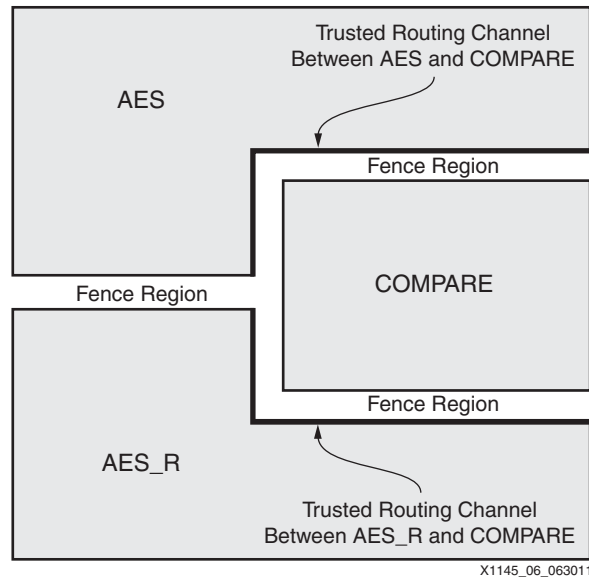 Trusted Routing Channel
Between AES and COMPARE
AES
Fence Region
COMPARE
Fence Region
Fence Region
AES_R
Trusted Routing Channel
Between AES_R and COMPARE
X1145_06_063011